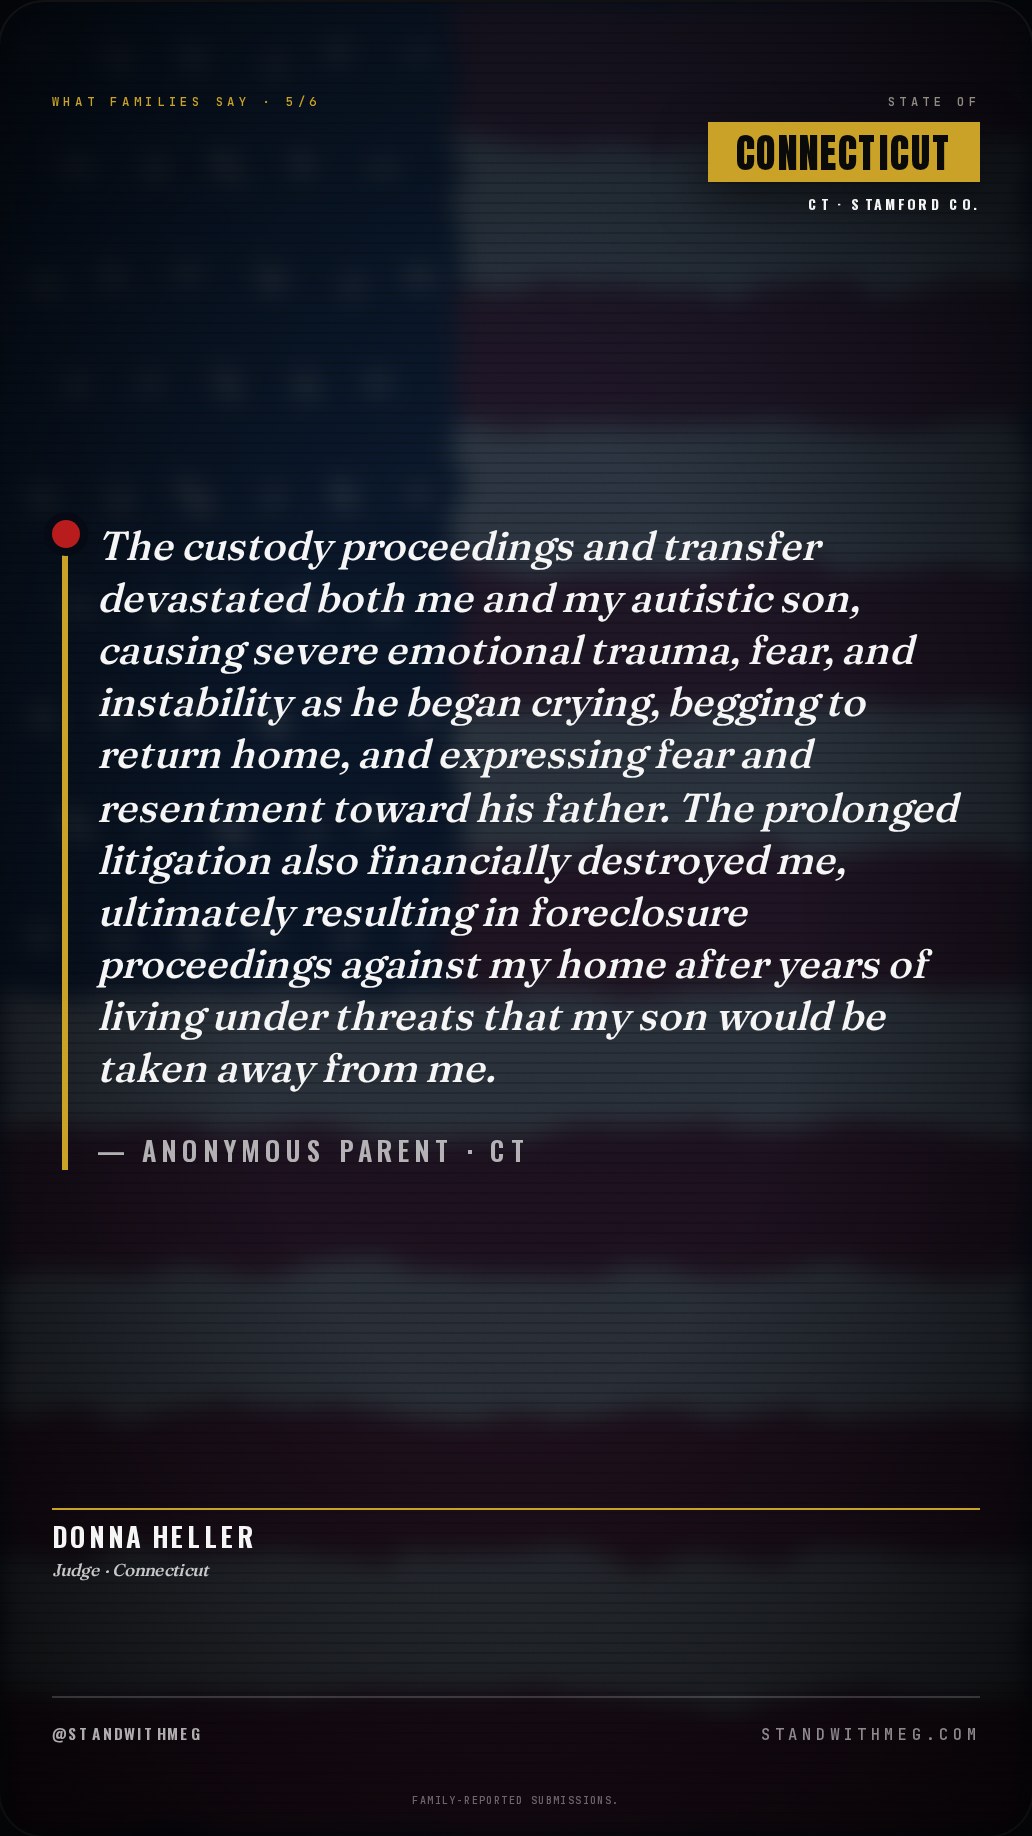 WHAT FAMILIES SAY · 5/6
STATE OF
CONNECTICUT
CT · STAMFORD CO.
The custody proceedings and transfer
devastated both me and my autistic son,
causing severe emotional trauma, fear, and
instability as he began crying, begging to
return home, and expressing fear and
resentment toward his father. The prolonged
litigation also financially destroyed me,
ultimately resulting in foreclosure
proceedings against my home after years of
living under threats that my son would be
taken away from me.
— ANONYMOUS PARENT · CT
DONNA HELLER
Judge · Connecticut
@STANDWITHMEG
STANDWITHMEG.COM
FAMILY-REPORTED SUBMISSIONS.